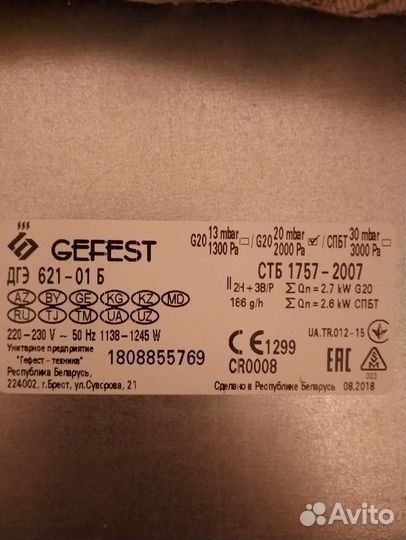 GEFEST
G20 13 mbar 1300 Pa / G20 20 mbar 2000 Pa ✓ / СПБТ 30 mbar 3000 Pa
ДГЭ 621-01 Б
СТБ 1757-2007
AZ BY GE KG KZ MD
RU TJ TM UA UZ
II 2H+3B/P Σ Qn = 2.7 kW G20
186 g/h Σ Qn = 2.6 kW СПБТ
220-230 V ~ 50 Hz 1138-1245 W
Унитарное предприятие
"Гефест-техника"
Республика Беларусь,
224002, г.Брест, ул.Суворова, 21
1808855769
CE 1299
CR0008
UA.TR.012-15
EAC
003
Сделано в Республике Беларусь 08.2018
Avito